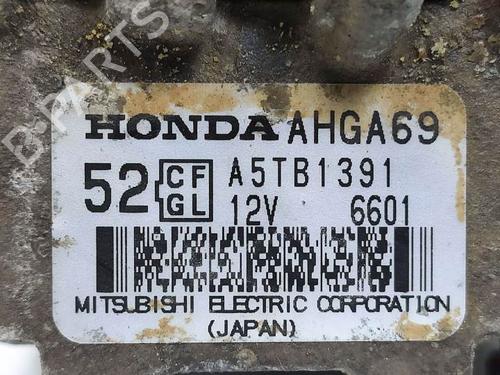 B-PARTS
HONDA AHGA69
52 CF GL A5TB1391
12V 6601
MITSUBISHI ELECTRIC CORPORATION
(JAPAN)